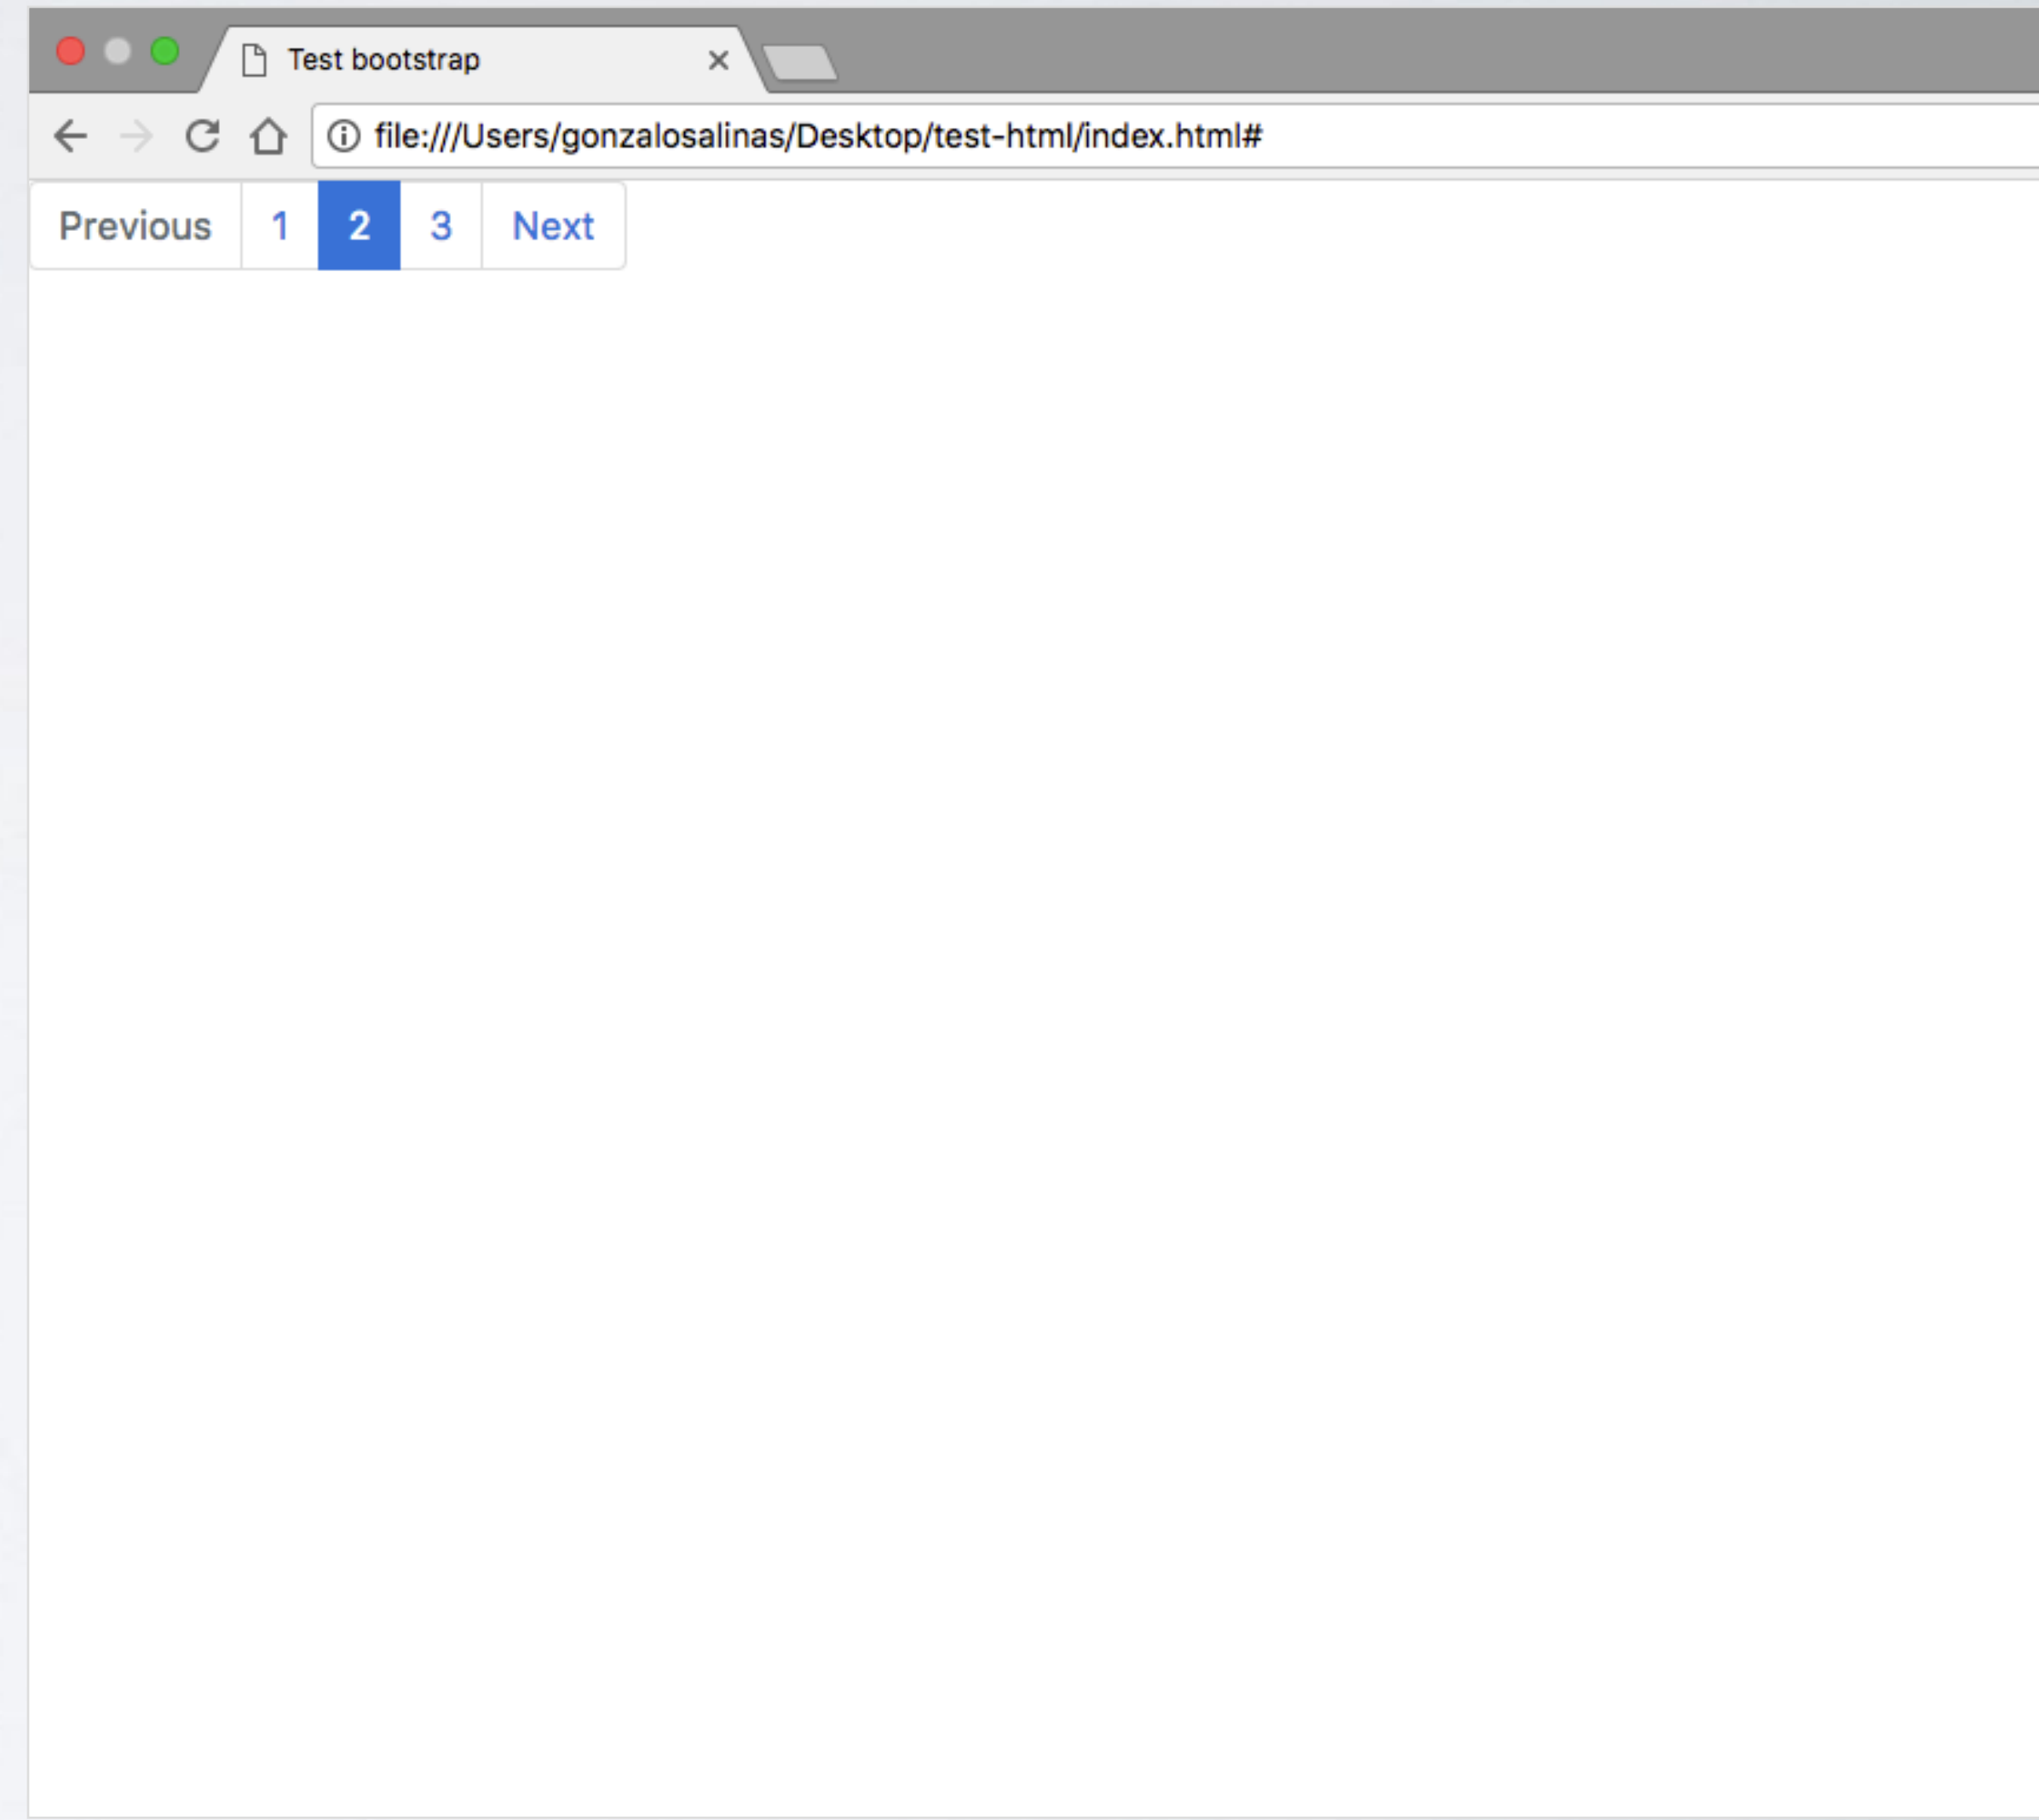 Test bootstrap
file:///Users/gonzalosalinas/Desktop/test-html/index.html#
Previous 1 2 3 Next